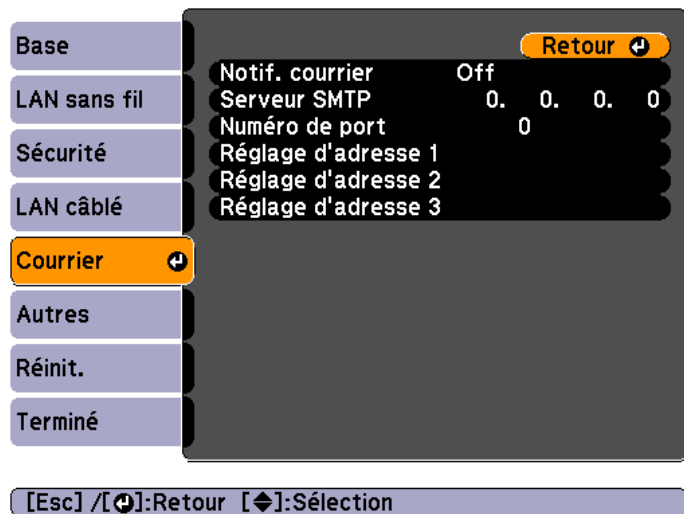 Base
LAN sans fil
Sécurité
LAN câblé
Courrier
Autres
Réinit.
Terminé
Retour
Notif. courrier Off
Serveur SMTP 0. 0. 0. 0
Numéro de port 0
Réglage d'adresse 1
Réglage d'adresse 2
Réglage d'adresse 3
[Esc] /[⏎]:Retour [◆]:Sélection